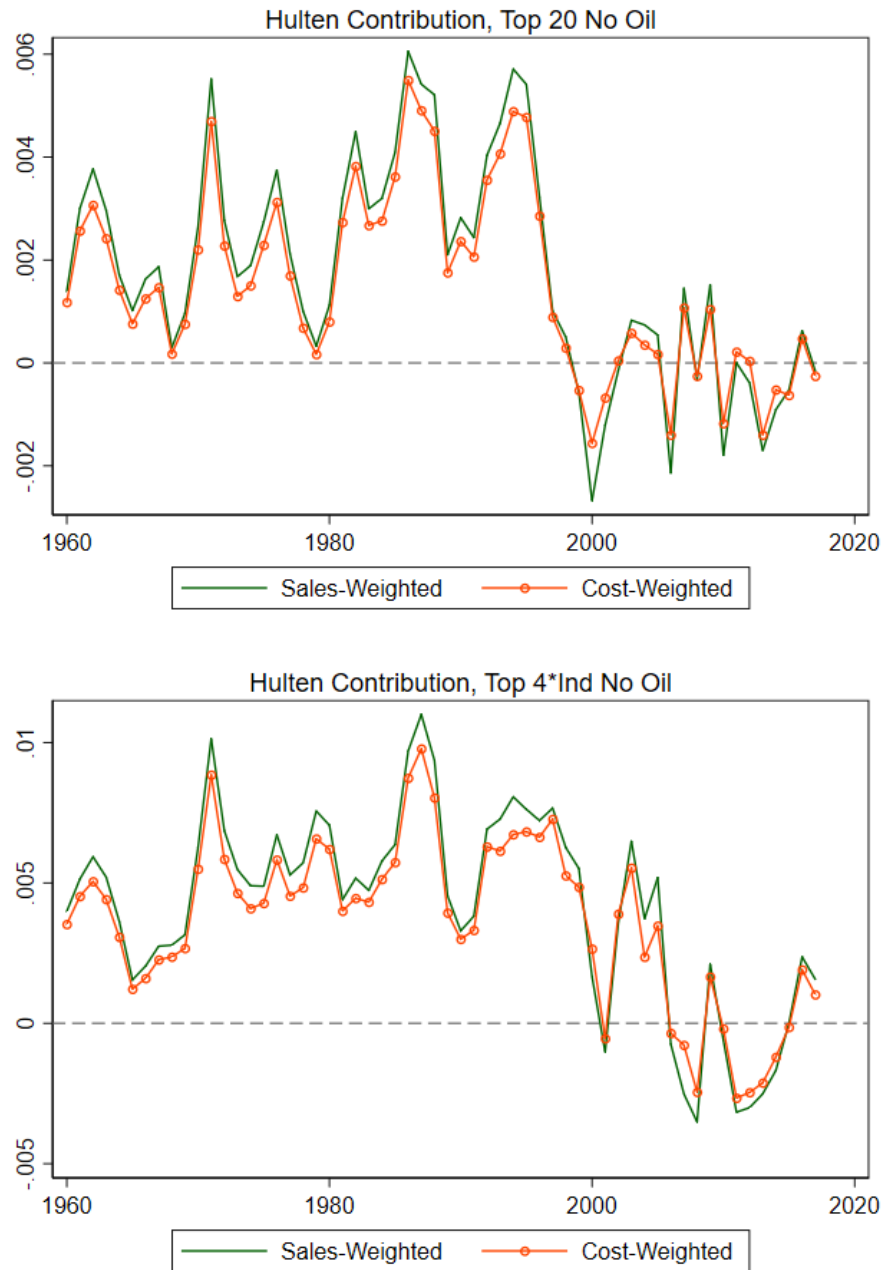 Hulten Contribution, Top 20 No Oil
.006
.004
.002
0
-.002
1960 1980 2000 2020
Sales-Weighted Cost-Weighted
Hulten Contribution, Top 4*Ind No Oil
.01
.005
0
-.005
1960 1980 2000 2020
Sales-Weighted Cost-Weighted